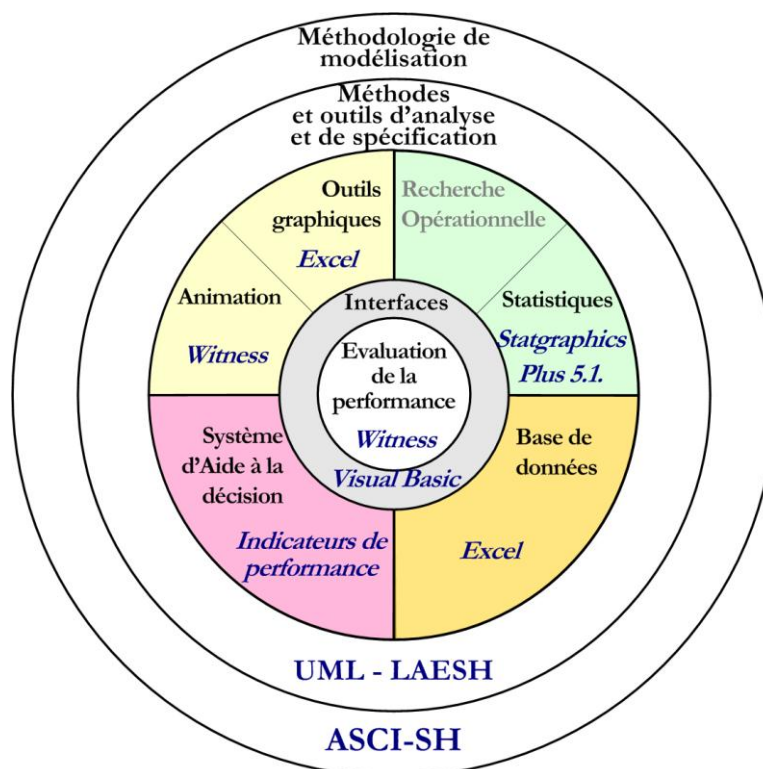 Méthodologie de
modélisation
Méthodes
et outils d'analyse
et de spécification
Outils
graphiques
Excel
Recherche
Opérationnelle
Animation
Witness
Interfaces
Statistiques
Statgraphics
Plus 5.1.
Evaluation
de la
performance
Witness
Visual Basic
Système
d'Aide à la
décision
Indicateurs de
performance
Base de
données
Excel
UML - LAESH
ASCI-SH